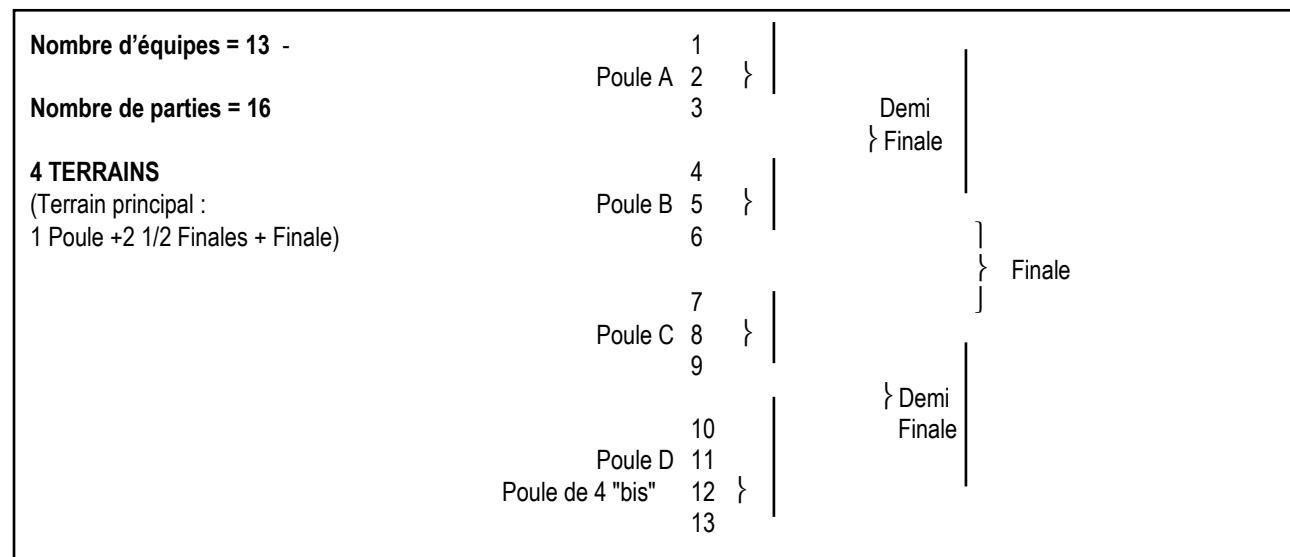 Nombre d'équipes = 13 -
Nombre de parties = 16
4 TERRAINS
(Terrain principal :
1 Poule +2 1/2 Finales + Finale)
1
Poule A 2 }
3
4
Poule B 5 }
6
7
Poule C 8 }
9
10
Poule D 11
Poule de 4 "bis" 12 }
13
Demi
} Finale
} Demi
Finale
} Finale